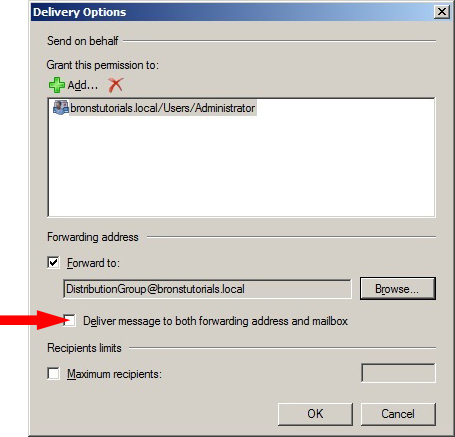 Delivery Options
Send on behalf
Grant this permission to:
Add...
bronstutorials.local/Users/Administrator
Forwarding address
Forward to:
DistributionGroup@bronstutorials.local
Browse...
Deliver message to both forwarding address and mailbox
Recipients limits
Maximum recipients:
OK Cancel